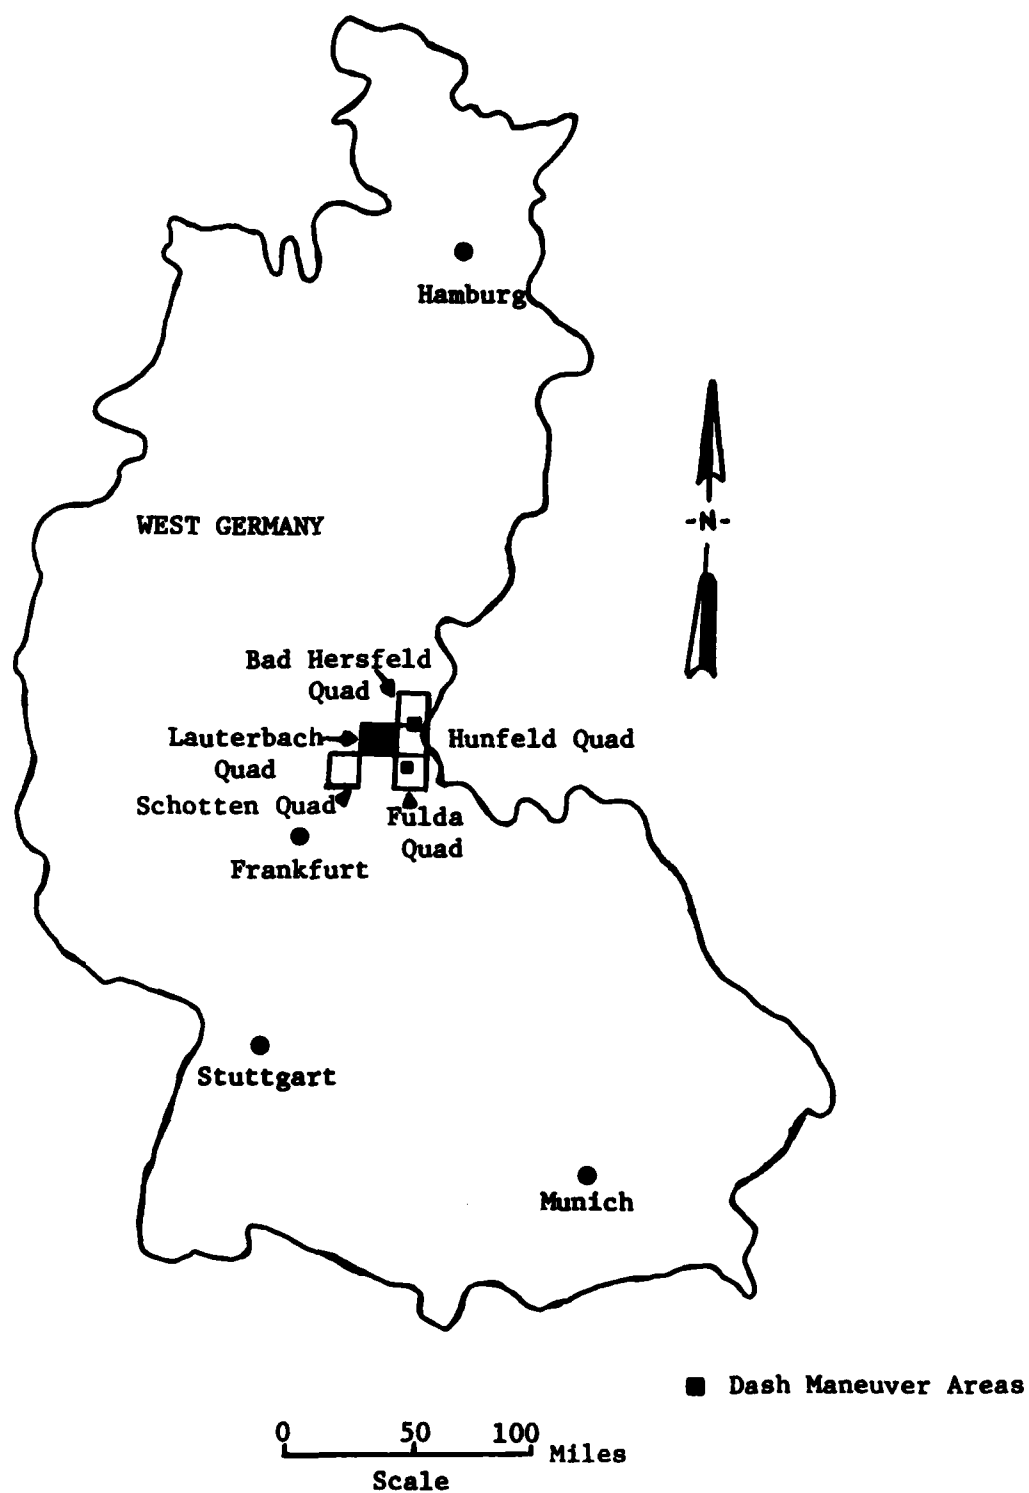 Hamburg
-N-
WEST GERMANY
Bad Hersfeld
Quad
Lauterbach
Quad
Hunfeld Quad
Schotten Quad
Fulda
Quad
Frankfurt
Stuttgart
Munich
Dash Maneuver Areas
0 50 100
Miles
Scale